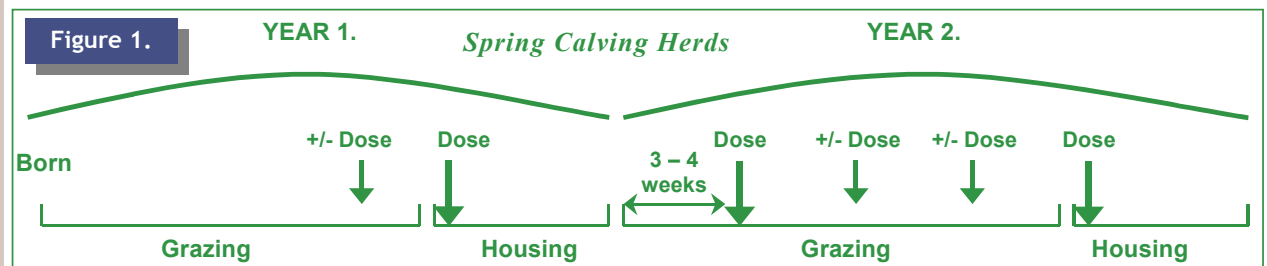 Figure 1.
YEAR 1.
Spring Calving Herds
YEAR 2.
Born
+/- Dose
Dose
3 – 4
weeks
Dose
+/- Dose
+/- Dose
Dose
Grazing
Housing
Grazing
Housing